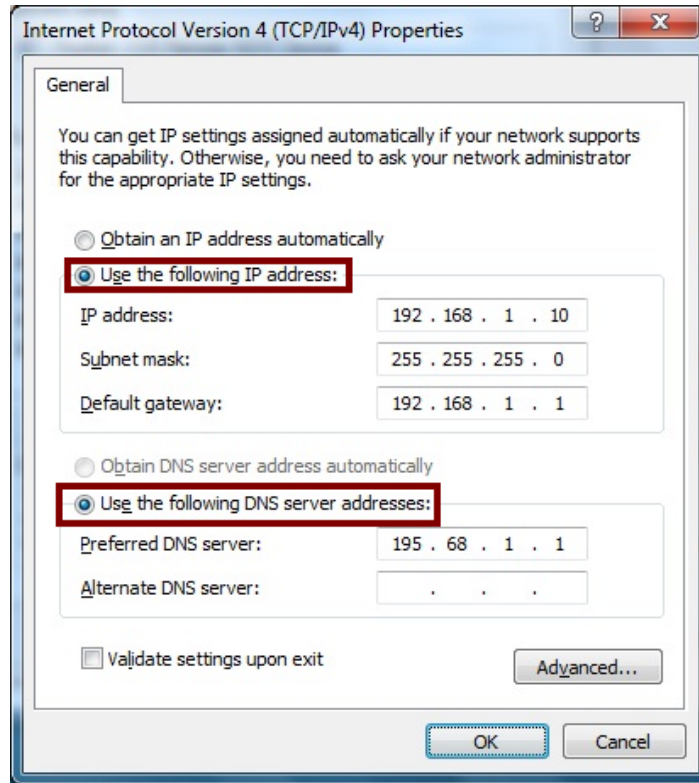 Internet Protocol Version 4 (TCP/IPv4) Properties
General
You can get IP settings assigned automatically if your network supports
this capability. Otherwise, you need to ask your network administrator
for the appropriate IP settings.
Obtain an IP address automatically
Use the following IP address:
IP address: 192 . 168 . 1 . 10
Subnet mask: 255 . 255 . 255 . 0
Default gateway: 192 . 168 . 1 . 1
Obtain DNS server address automatically
Use the following DNS server addresses:
Preferred DNS server: 195 . 68 . 1 . 1
Alternate DNS server: . . .
Validate settings upon exit
Advanced...
OK Cancel